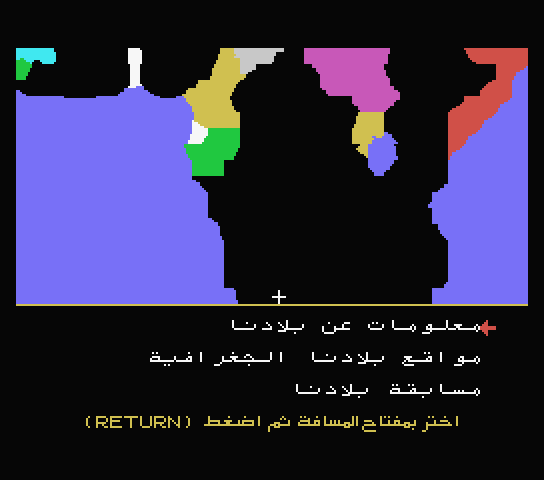 معلومات عن بلادنا
مواقع بلادنا الجغرافية
مسابقة بلادنا
اختر بمفتاح المسافة ثم اضغط (RETURN)